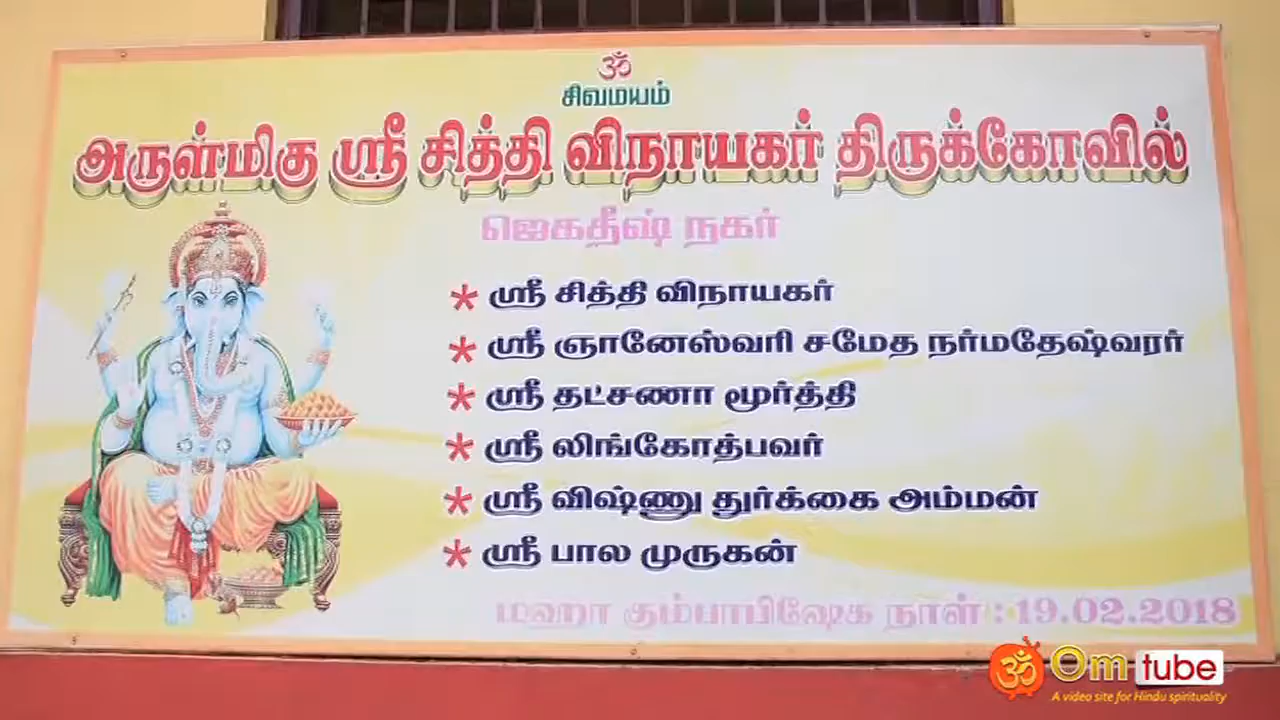 ௐ
சிவமயம்
அருள்மிகு ஸ்ரீ சித்தி விநாயகர் திருக்கோவில்
ஜெகதீஷ் நகர்
* ஸ்ரீ சித்தி விநாயகர்
* ஸ்ரீ ஞானேஸ்வரி சமேத நர்மதேஷ்வரர்
* ஸ்ரீ தட்சணா மூர்த்தி
* ஸ்ரீ லிங்கோத்பவர்
* ஸ்ரீ விஷ்ணு துர்க்கை அம்மன்
* ஸ்ரீ பால முருகன்
மஹா கும்பாபிஷேக நாள் : 19.02.2018
ॐ Om tube
A video site for Hindu spirituality